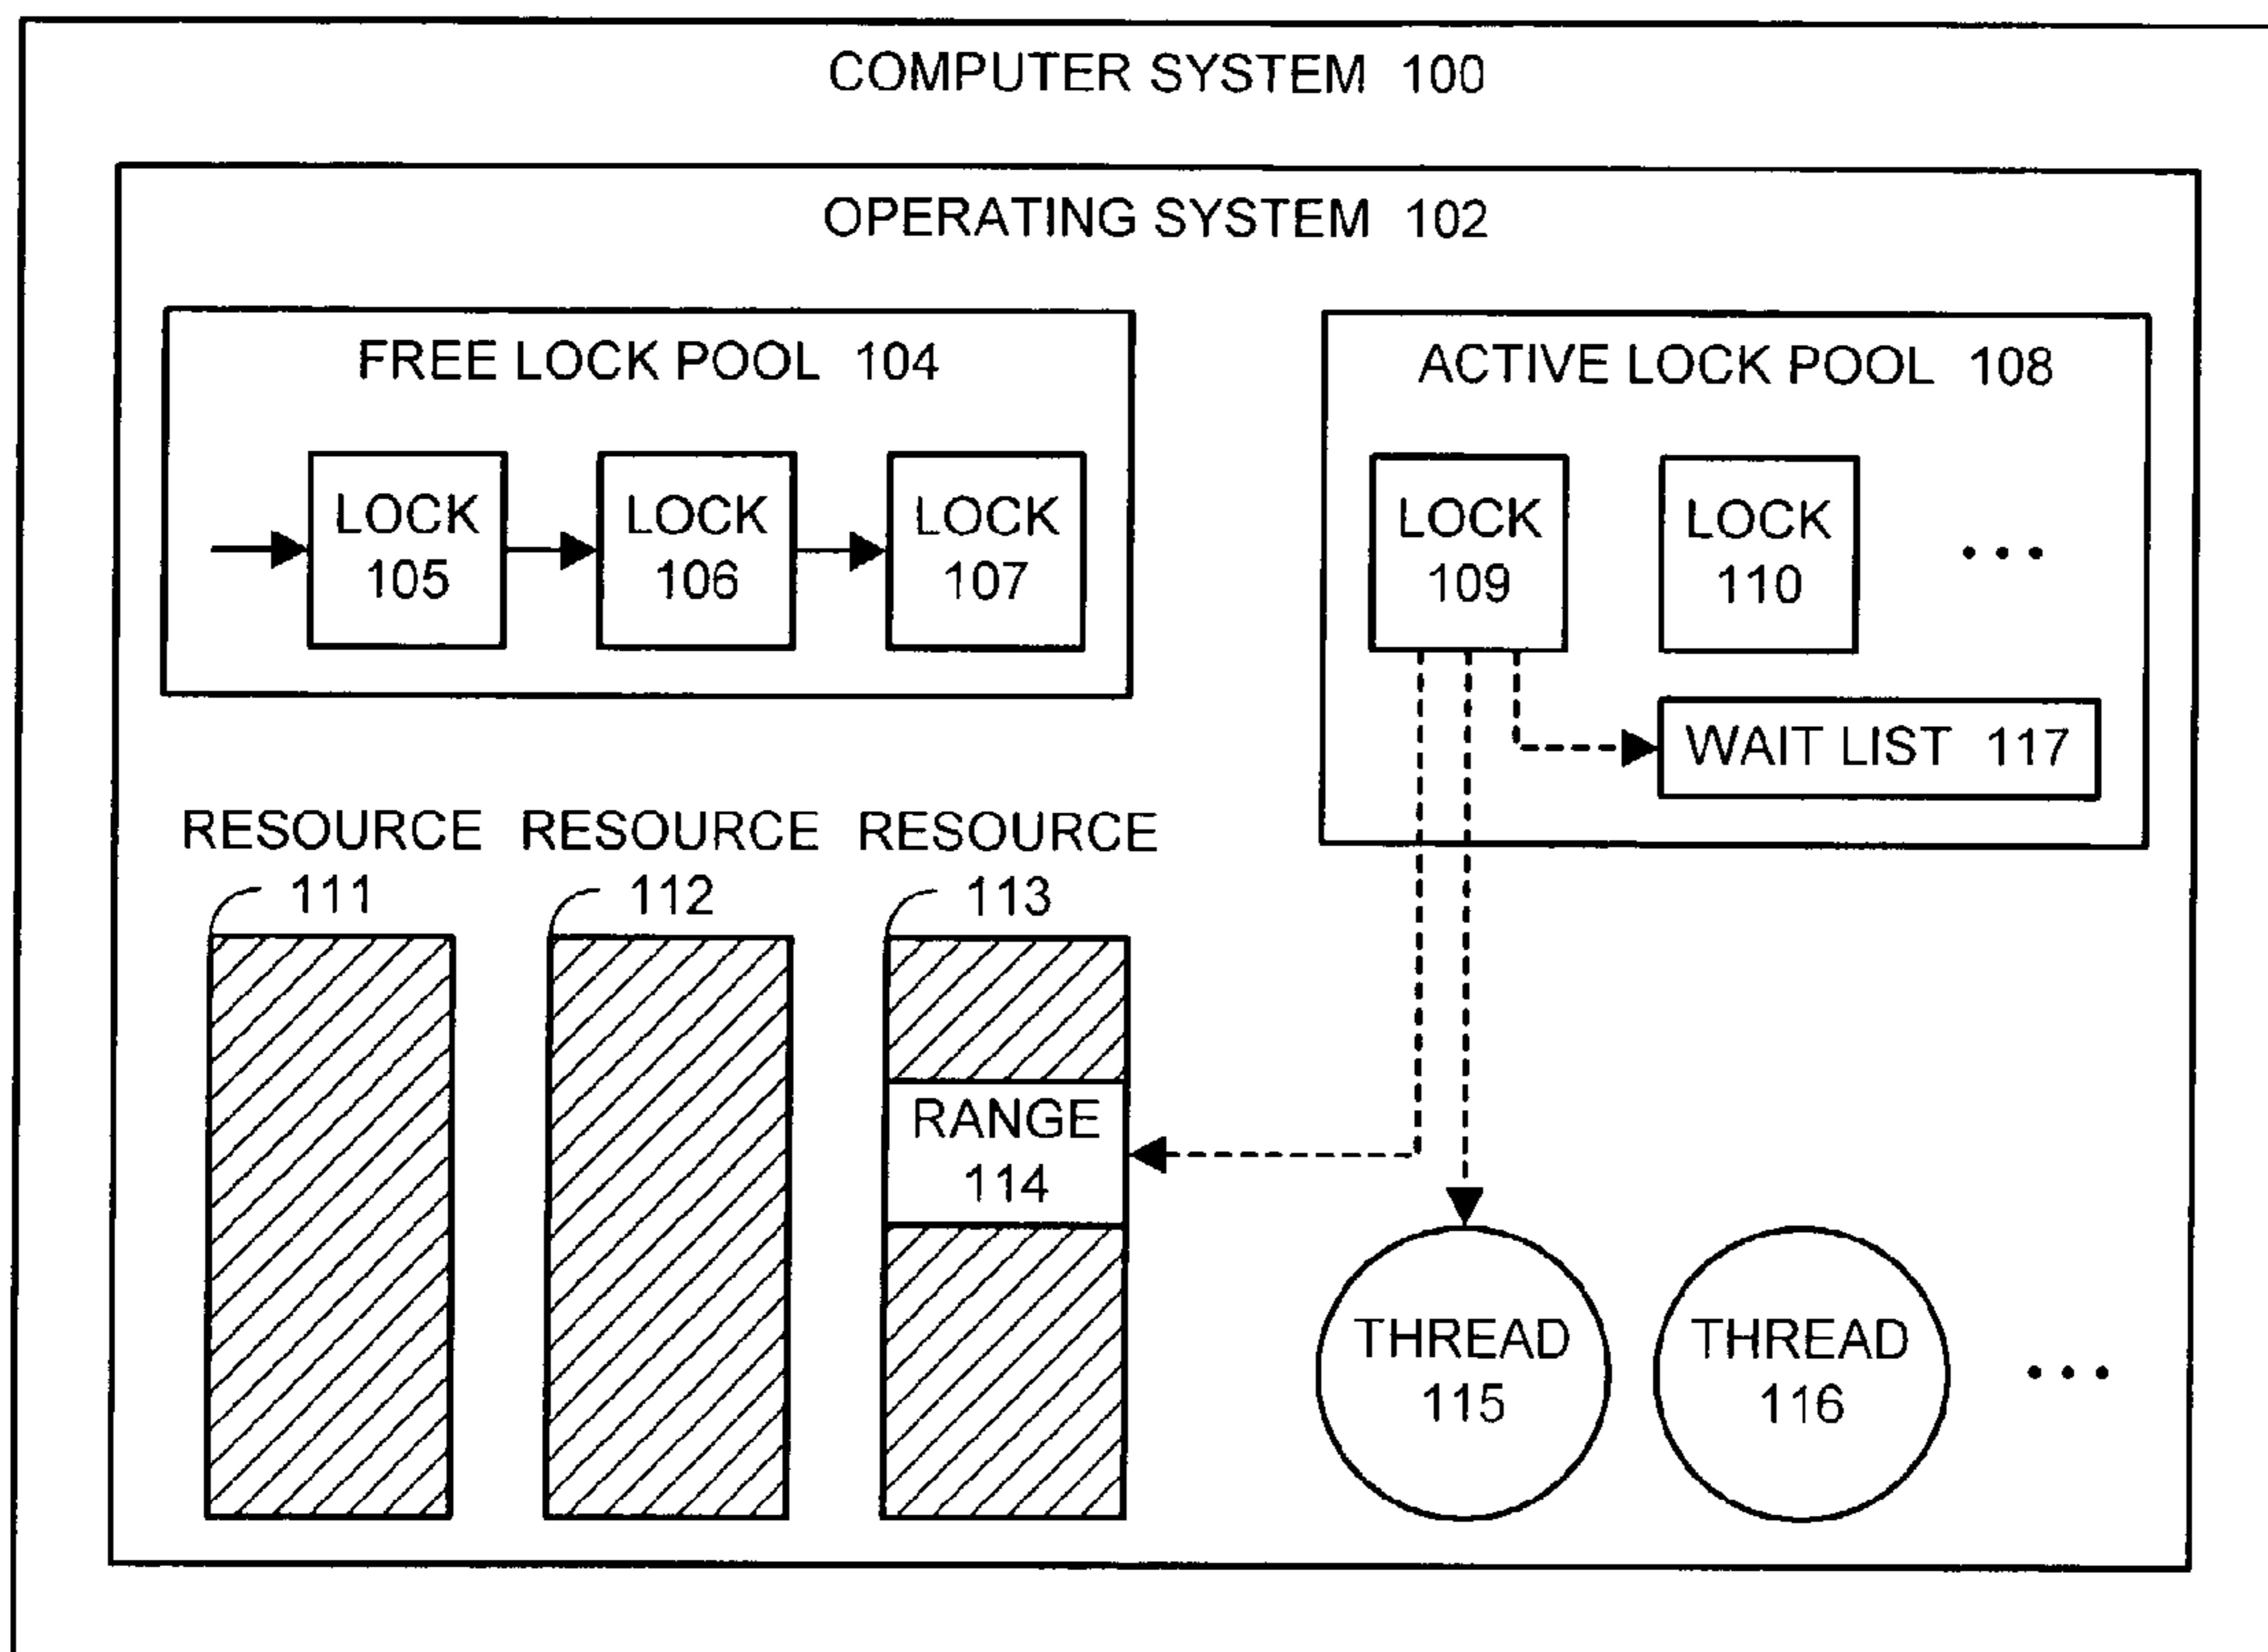 COMPUTER SYSTEM 100
OPERATING SYSTEM 102
FREE LOCK POOL 104
LOCK
105
LOCK
106
LOCK
107
ACTIVE LOCK POOL 108
LOCK
109
LOCK
110
...
WAIT LIST 117
RESOURCE
111
RESOURCE
112
RESOURCE
113
RANGE
114
THREAD
115
THREAD
116
...